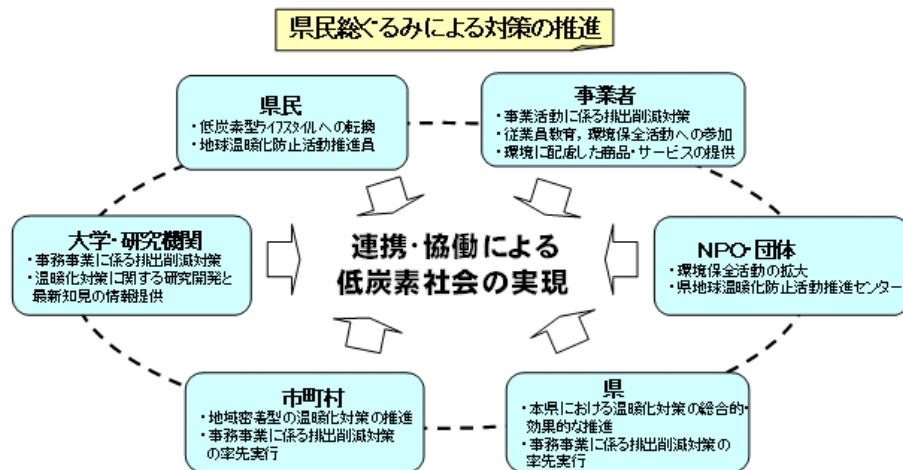 県民総ぐるみによる対策の推進
県民
・低炭素型ライフスタイルへの転換
・地球温暖化防止活動推進員
事業者
・事業活動に係る排出削減対策
・従業員教育，環境保全活動への参加
・環境に配慮した商品・サービスの提供
大学・研究機関
・事務事業に係る排出削減対策
・温暖化対策に関する研究開発と
最新知見の情報提供
連携・協働による
低炭素社会の実現
NPO・団体
・環境保全活動の拡大
・県地球温暖化防止活動推進センター
市町村
・地域密着型の温暖化対策の推進
・事務事業に係る排出削減対策
の率先実行
県
・本県における温暖化対策の総合的・
効果的な推進
・事務事業に係る排出削減対策の
率先実行